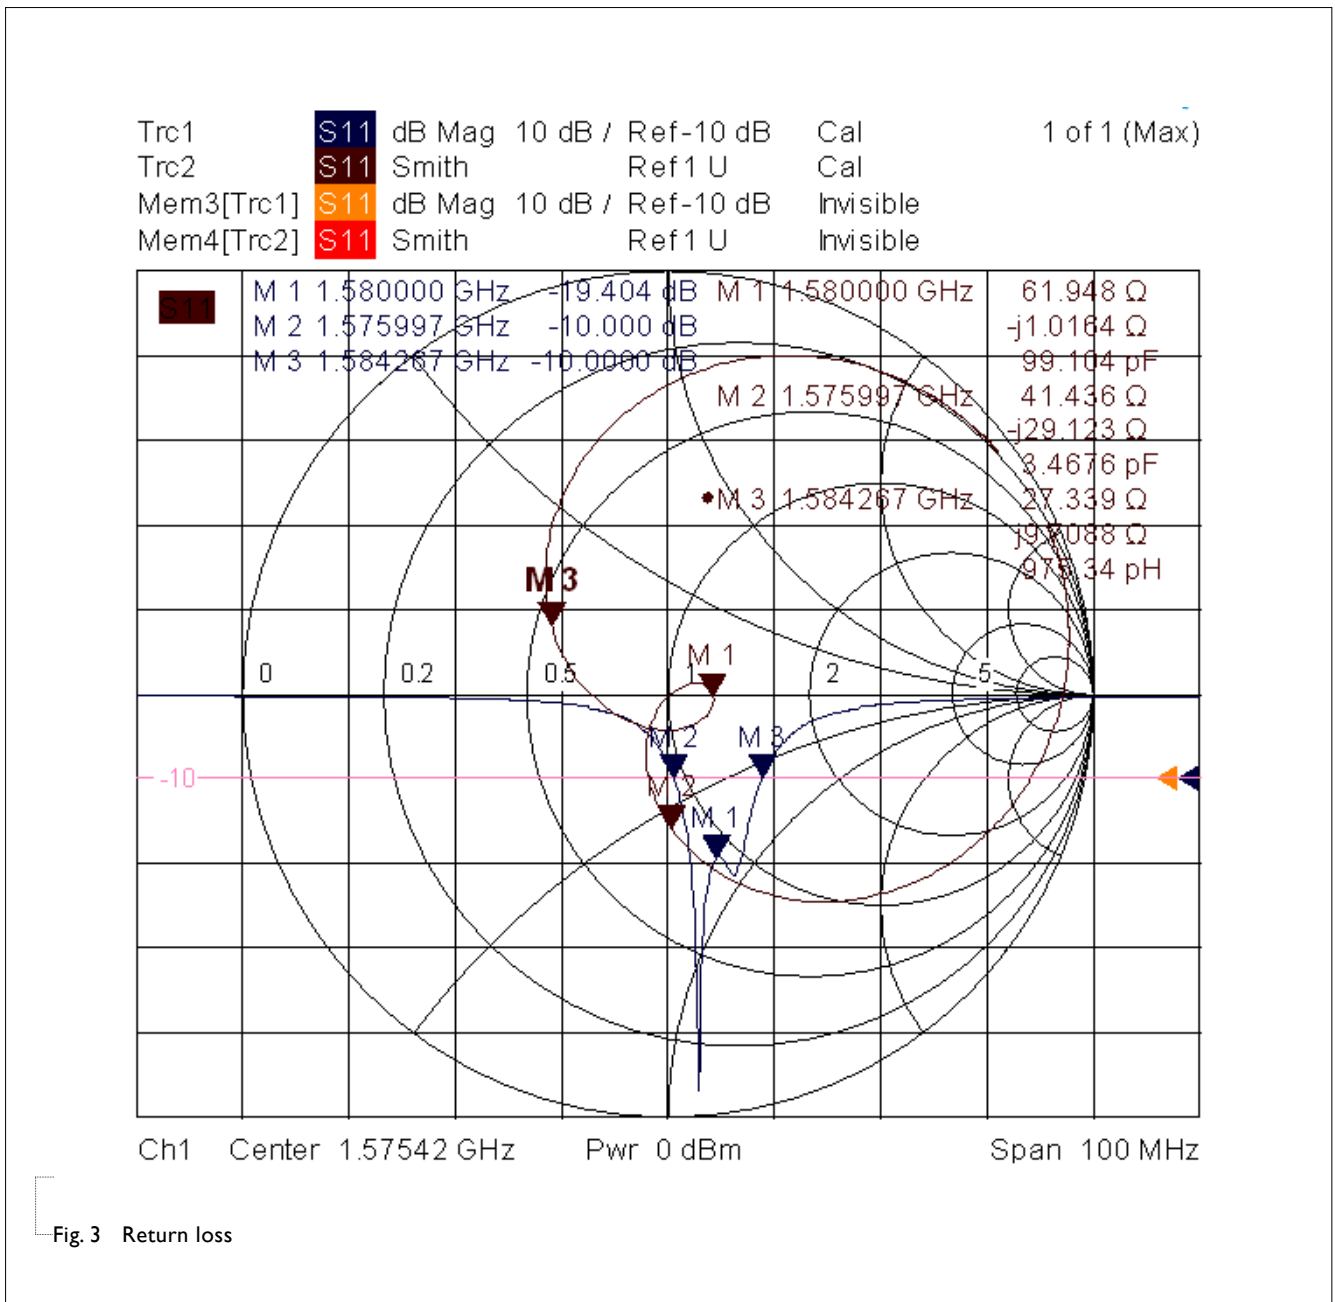 Trc1 S11 dB Mag 10 dB / Ref-10 dB Cal 1 of 1 (Max)
Trc2 S11 Smith Ref 1 U Cal
Mem3[Trc1] S11 dB Mag 10 dB / Ref-10 dB Invisible
Mem4[Trc2] S11 Smith Ref 1 U Invisible
S11
M 1 1.580000 GHz -19.404 dB
M 2 1.575997 GHz -10.000 dB
M 3 1.584267 GHz -10.0000 dB
M 1 1.580000 GHz 61.948 Ω
-j1.0164 Ω
99.104 pF
M 2 1.575997 GHz 41.436 Ω
-j29.123 Ω
3.4676 pF
•M 3 1.584267 GHz 27.339 Ω
j9.7088 Ω
975.34 pH
M 3
M 1
0 0.2 0.5 1 2 5
M 2 M 3
-10
M 2
M 1
Ch1 Center 1.57542 GHz Pwr 0 dBm Span 100 MHz
Fig. 3 Return loss